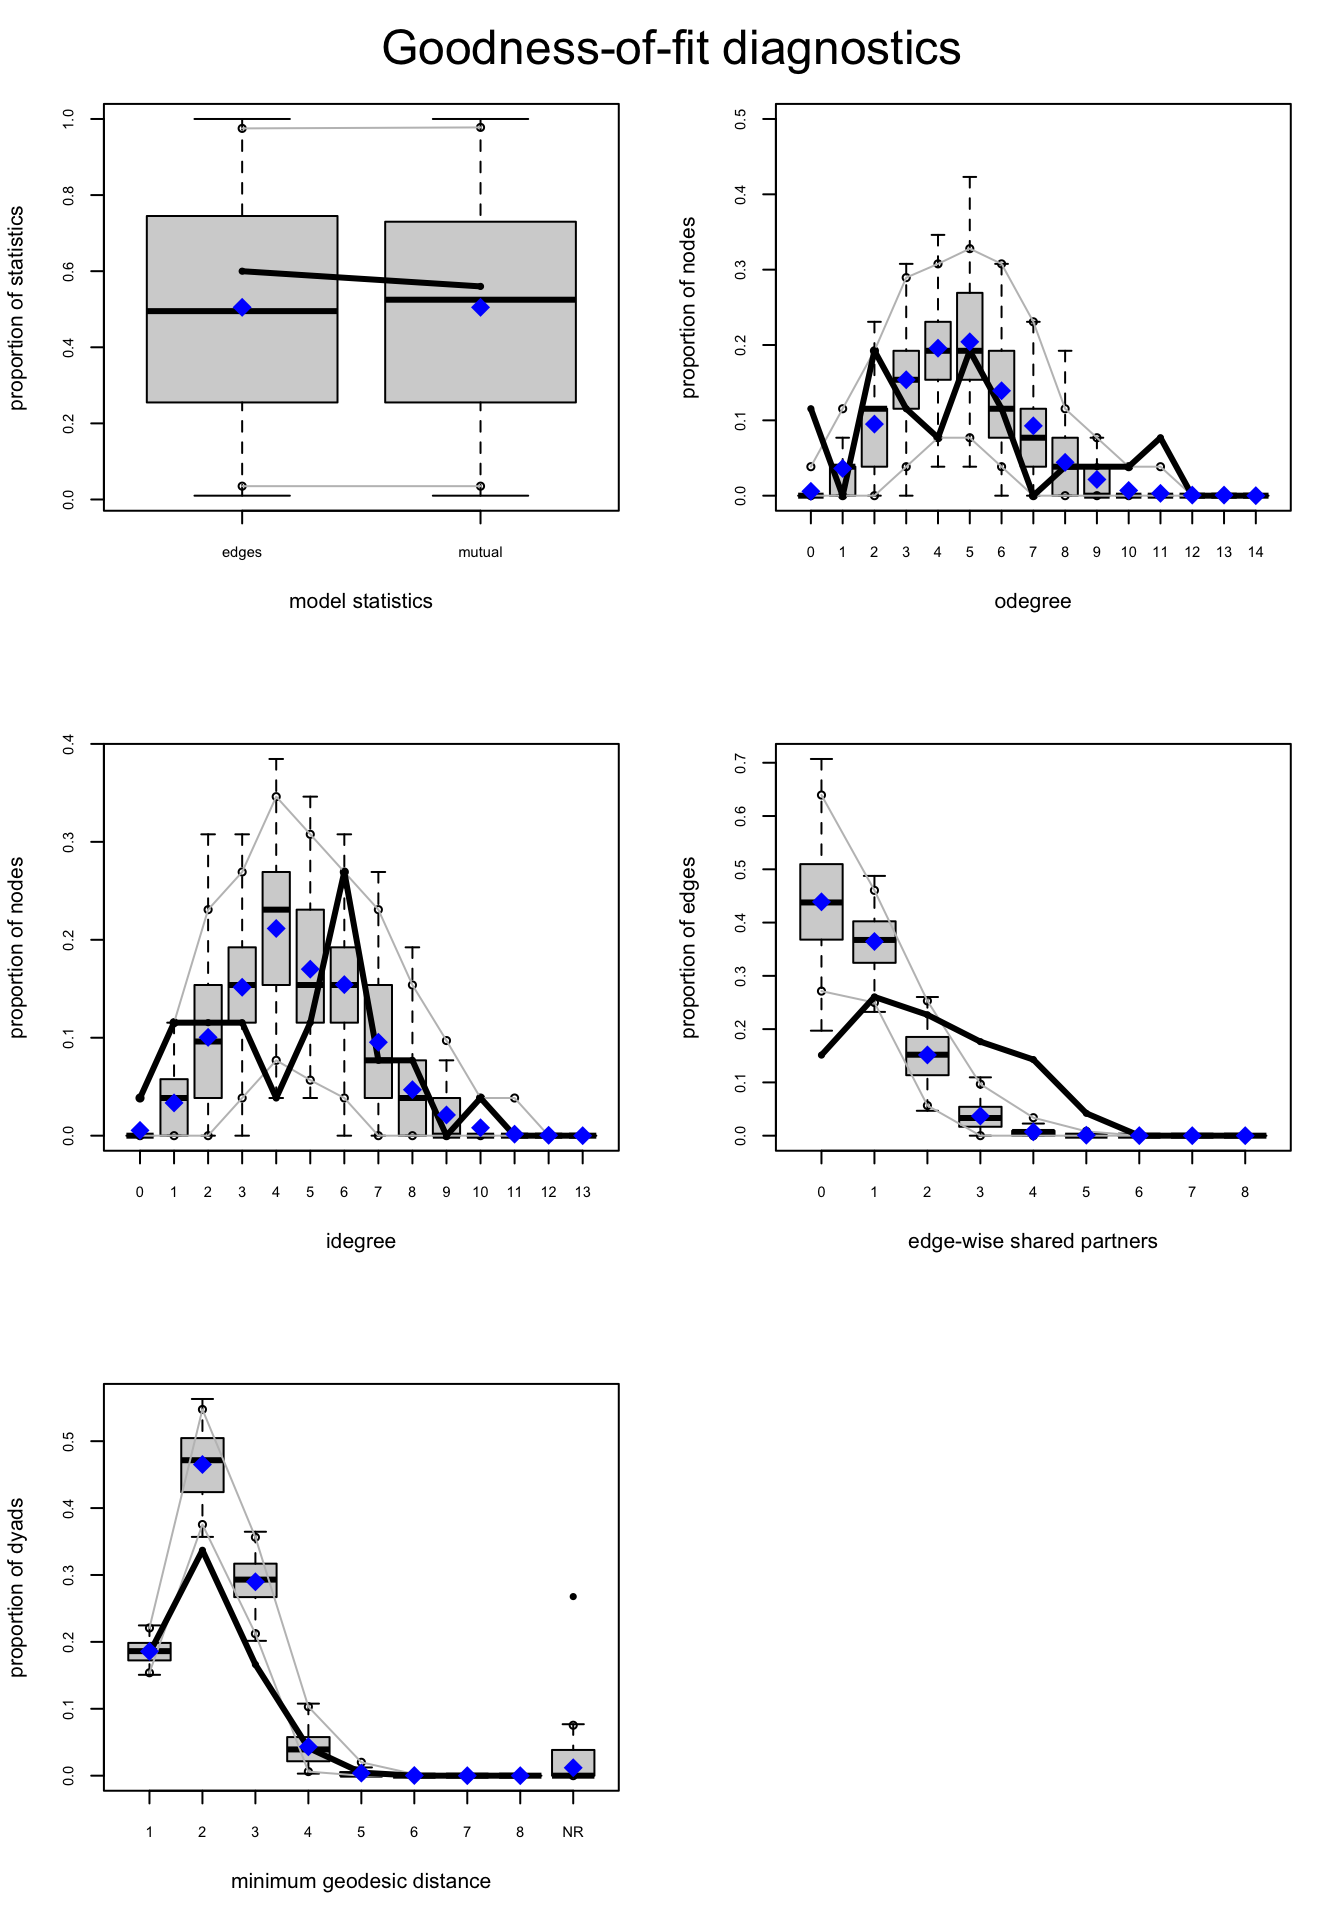 Goodness-of-fit diagnostics
proportion of statistics
1.0
0.8
0.6
0.4
0.2
0.0
edges mutual
model statistics
proportion of nodes
0.5
0.4
0.3
0.2
0.1
0.0
0 1 2 3 4 5 6 7 8 9 10 11 12 13 14
odegree
proportion of nodes
0.4
0.3
0.2
0.1
0.0
0 1 2 3 4 5 6 7 8 9 10 11 12 13
idegree
proportion of edges
0.7
0.6
0.5
0.4
0.3
0.2
0.1
0.0
0 1 2 3 4 5 6 7 8
edge-wise shared partners
proportion of dyads
0.5
0.4
0.3
0.2
0.1
0.0
1 2 3 4 5 6 7 8 NR
minimum geodesic distance